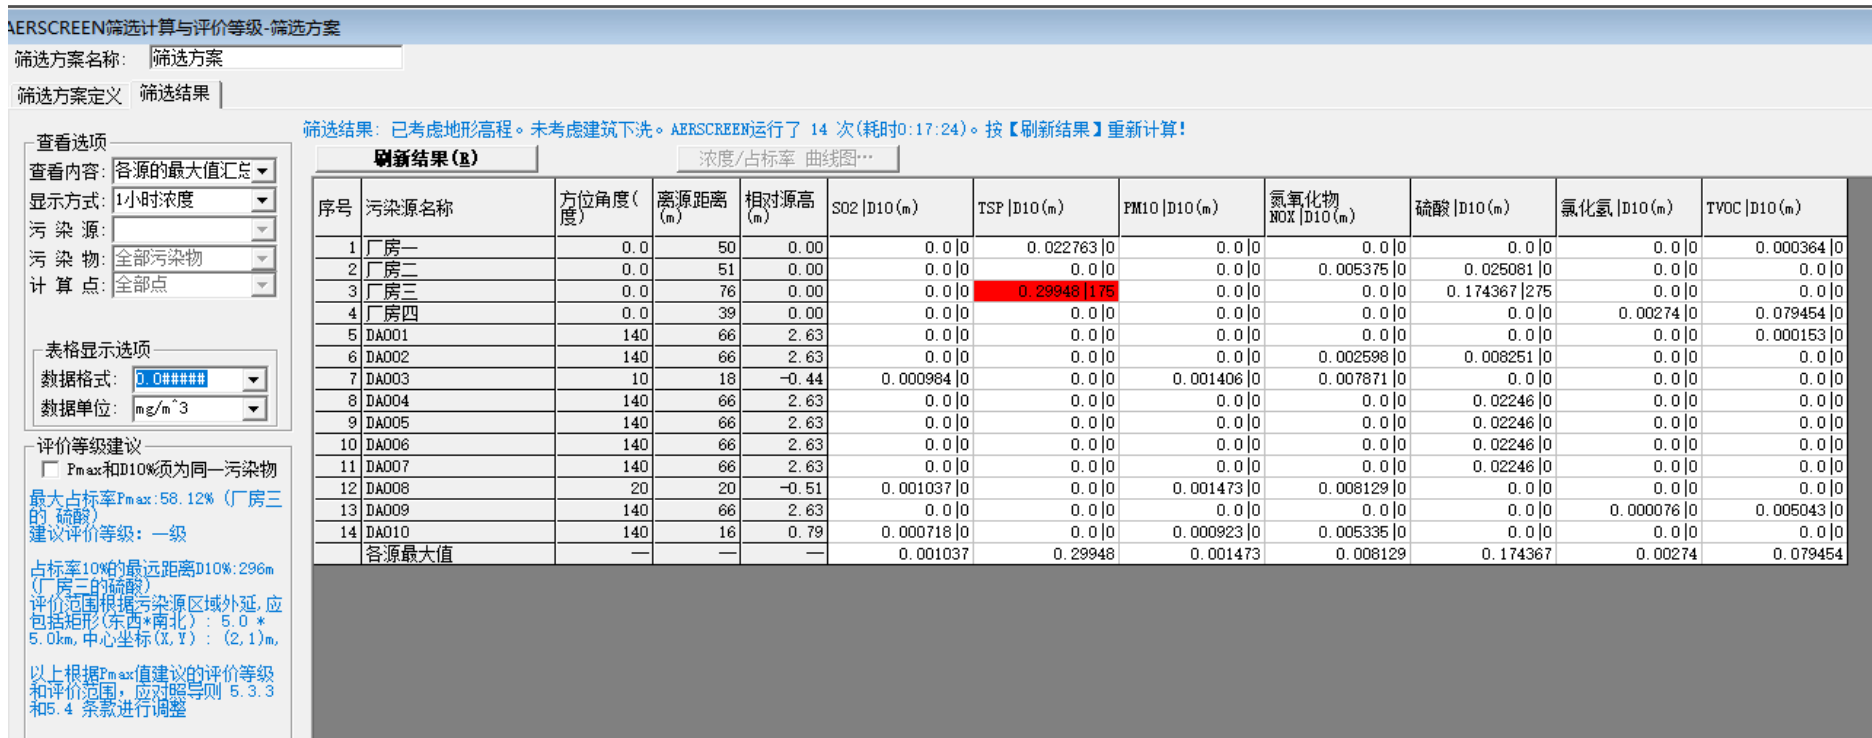 AERSCREEN筛选计算与评价等级-筛选方案
筛选方案名称: 筛选方案
筛选方案定义 筛选结果
筛选结果: 已考虑地形高程。未考虑建筑下洗。AERSCREEN运行了 14 次(耗时0:17:24)。按【刷新结果】重新计算!
刷新结果(R) 浓度/占标率 曲线图…
查看选项
查看内容: 各源的最大值汇总
显示方式: 1小时浓度
污 染 源:
污 染 物: 全部污染物
计 算 点: 全部点
表格显示选项
数据格式: 0.0#####
数据单位: mg/m^3
评价等级建议
Pmax和D10%须为同一污染物
最大占标率Pmax:58.12% (厂房三
的 硫酸)
建议评价等级: 一级
占标率10%的最远距离D10%:296m
(厂房三的硫酸)
评价范围根据污染源区域外延,应
包括矩形(东西*南北) : 5.0 *
5.0km,中心坐标(X,Y) : (2,1)m,
以上根据Pmax值建议的评价等级
和评价范围, 应对照导则 5.3.3
和5.4 条款进行调整
序号 污染源名称 方位角度(度) 离源距离(m) 相对源高(m) SO2|D10(m) TSP|D10(m) PM10|D10(m) 氮氧化物NOX|D10(m) 硫酸|D10(m) 氯化氢|D10(m) TVOC|D10(m)
1 厂房一 0.0 50 0.00 0.0|0 0.022763|0 0.0|0 0.0|0 0.0|0 0.0|0 0.000364|0
2 厂房二 0.0 51 0.00 0.0|0 0.0|0 0.0|0 0.005375|0 0.025081|0 0.0|0 0.0|0
3 厂房三 0.0 76 0.00 0.0|0 0.29948|175 0.0|0 0.0|0 0.174367|275 0.0|0 0.0|0
4 厂房四 0.0 39 0.00 0.0|0 0.0|0 0.0|0 0.0|0 0.0|0 0.00274|0 0.079454|0
5 DA001 140 66 2.63 0.0|0 0.0|0 0.0|0 0.0|0 0.0|0 0.0|0 0.000153|0
6 DA002 140 66 2.63 0.0|0 0.0|0 0.0|0 0.002598|0 0.008251|0 0.0|0 0.0|0
7 DA003 10 18 -0.44 0.000984|0 0.0|0 0.001406|0 0.007871|0 0.0|0 0.0|0 0.0|0
8 DA004 140 66 2.63 0.0|0 0.0|0 0.0|0 0.0|0 0.02246|0 0.0|0 0.0|0
9 DA005 140 66 2.63 0.0|0 0.0|0 0.0|0 0.0|0 0.02246|0 0.0|0 0.0|0
10 DA006 140 66 2.63 0.0|0 0.0|0 0.0|0 0.0|0 0.02246|0 0.0|0 0.0|0
11 DA007 140 66 2.63 0.0|0 0.0|0 0.0|0 0.0|0 0.02246|0 0.0|0 0.0|0
12 DA008 20 20 -0.51 0.001037|0 0.0|0 0.001473|0 0.008129|0 0.0|0 0.0|0 0.0|0
13 DA009 140 66 2.63 0.0|0 0.0|0 0.0|0 0.0|0 0.0|0 0.000076|0 0.005043|0
14 DA010 140 16 0.79 0.000718|0 0.0|0 0.000923|0 0.005335|0 0.0|0 0.0|0 0.0|0
各源最大值 — — — 0.001037 0.29948 0.001473 0.008129 0.174367 0.00274 0.079454